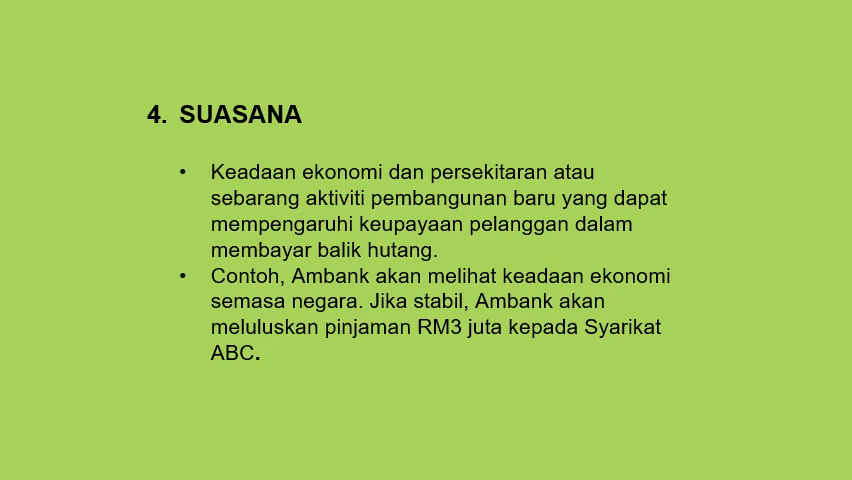 4. SUASANA
• Keadaan ekonomi dan persekitaran atau
sebarang aktiviti pembangunan baru yang dapat
mempengaruhi keupayaan pelanggan dalam
membayar balik hutang.
• Contoh, Ambank akan melihat keadaan ekonomi
semasa negara. Jika stabil, Ambank akan
meluluskan pinjaman RM3 juta kepada Syarikat
ABC.